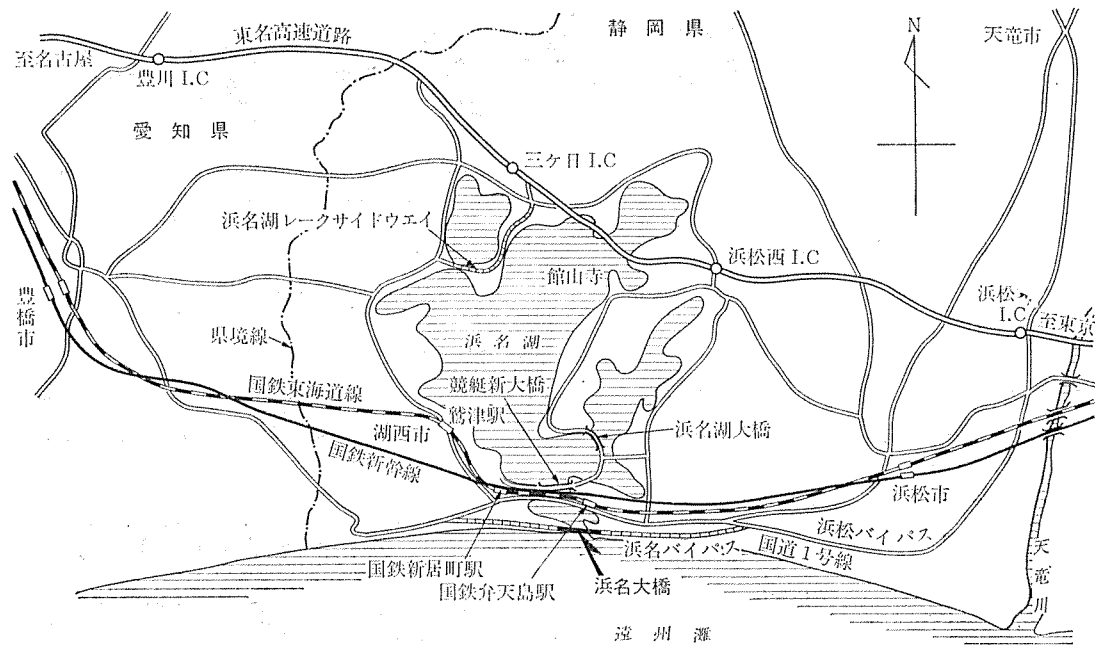 静岡県
N
天竜市
東名高速道路
至名古屋
豊川 I.C
愛知県
三ケ日 I.C
浜名湖レークサイドウエイ
館山寺
浜松西 I.C
浜松
I.C
至東京
豊橋市
県境線
浜名湖
競艇新大橋
鷲津駅
浜名湖大橋
国鉄東海道線
湖西市
国鉄新幹線
浜松市
浜松バイパス
国道1号線
浜名バイパス
国鉄新居町駅
国鉄弁天島駅
浜名大橋
天竜川
遠州灘